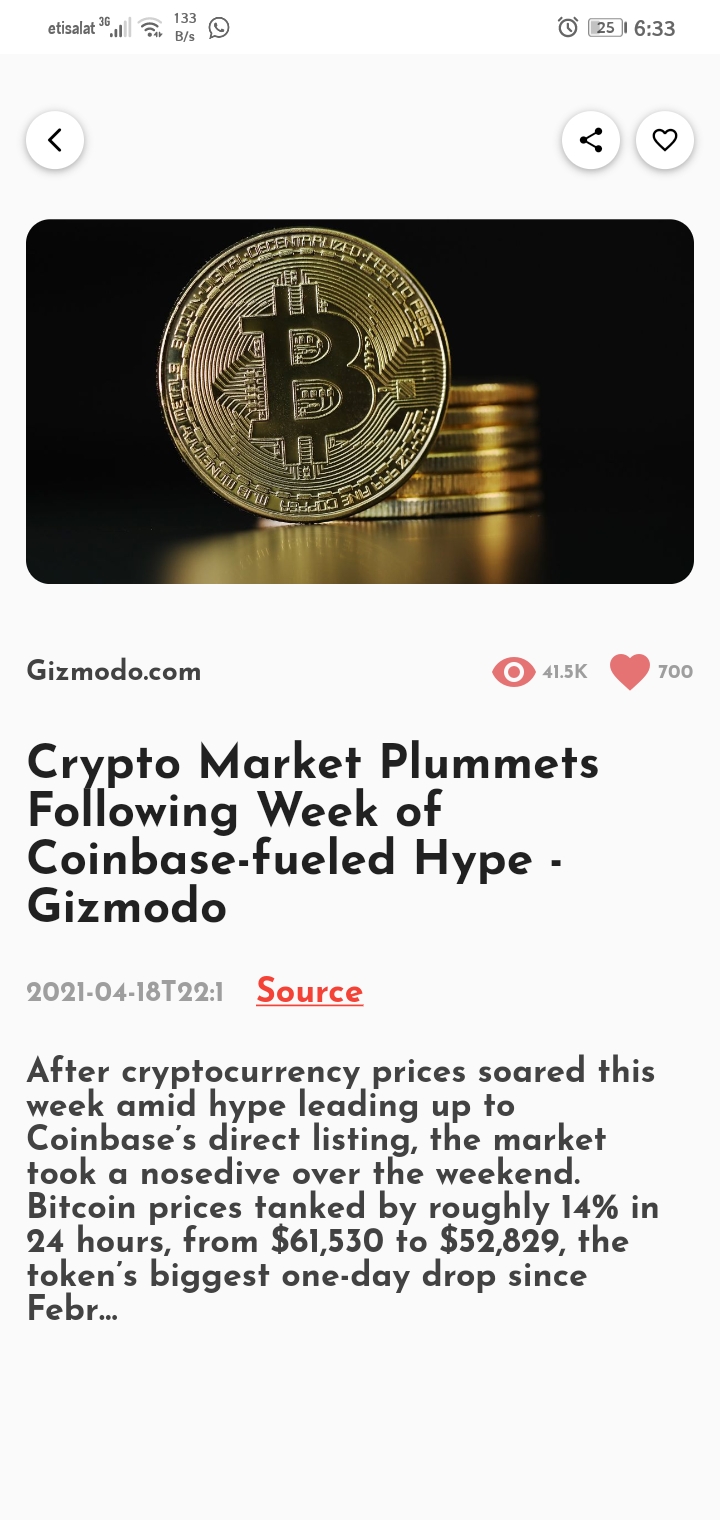 etisalat 3G 133 B/s 25 6:33
BITCOIN·DIGITAL·DECENTRALIZED·PEER TO PEER
Gizmodo.com 41.5K 700
Crypto Market Plummets
Following Week of
Coinbase-fueled Hype -
Gizmodo
2021-04-18T22:1 Source
After cryptocurrency prices soared this
week amid hype leading up to
Coinbase’s direct listing, the market
took a nosedive over the weekend.
Bitcoin prices tanked by roughly 14% in
24 hours, from $61,530 to $52,829, the
token’s biggest one-day drop since
Febr…